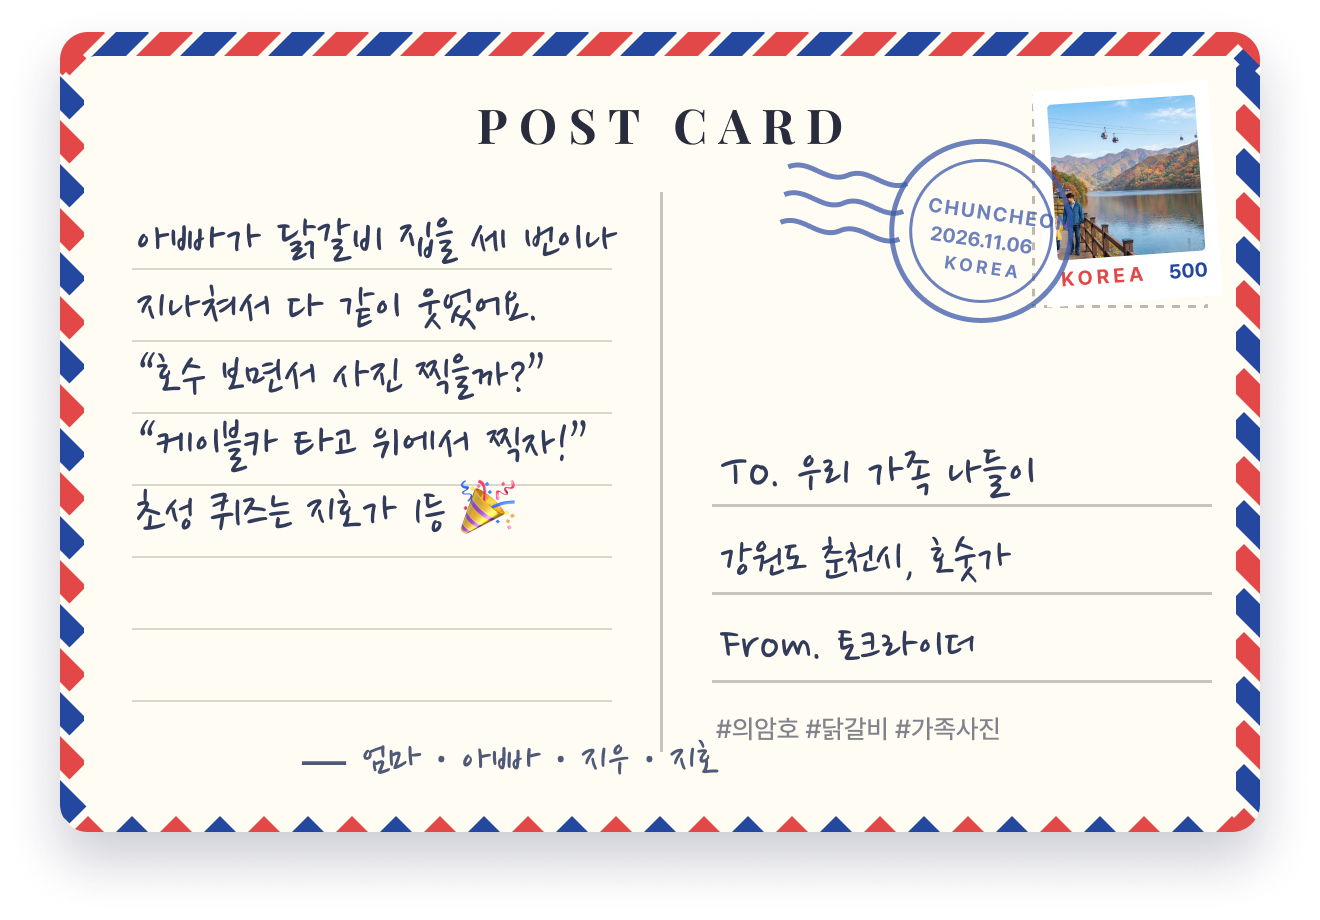 POST CARD
아빠가 닭갈비 집을 세 번이나
지나쳐서 다 같이 웃었어요.
“호수 보면서 사진 찍을까?”
“케이블카 타고 위에서 찍자!”
초성 퀴즈는 지호가 1등 🎉
— 엄마 · 아빠 · 지우 · 지호
CHUNCHEON
2026.11.06
KOREA
KOREA 500
To. 우리 가족 나들이
강원도 춘천시, 호숫가
From. 토크라이더
#의암호 #닭갈비 #가족사진